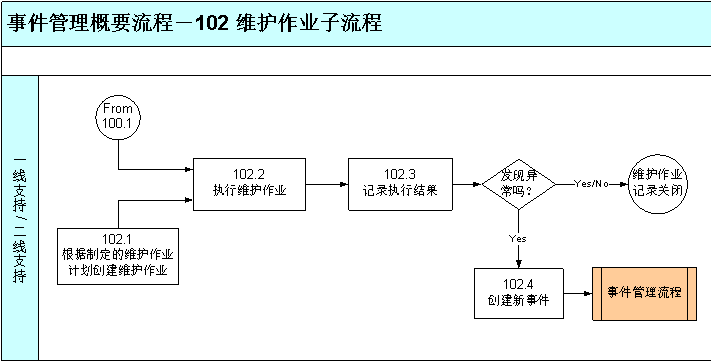 事件管理概要流程－102 维护作业子流程
一线支持/二线支持
From
100.1
102.2
执行维护作业
102.3
记录执行结果
发现异
常吗？
Yes/No
维护作业
记录关闭
102.1
根据制定的维护作业
计划创建维护作业
Yes
102.4
创建新事件
事件管理流程